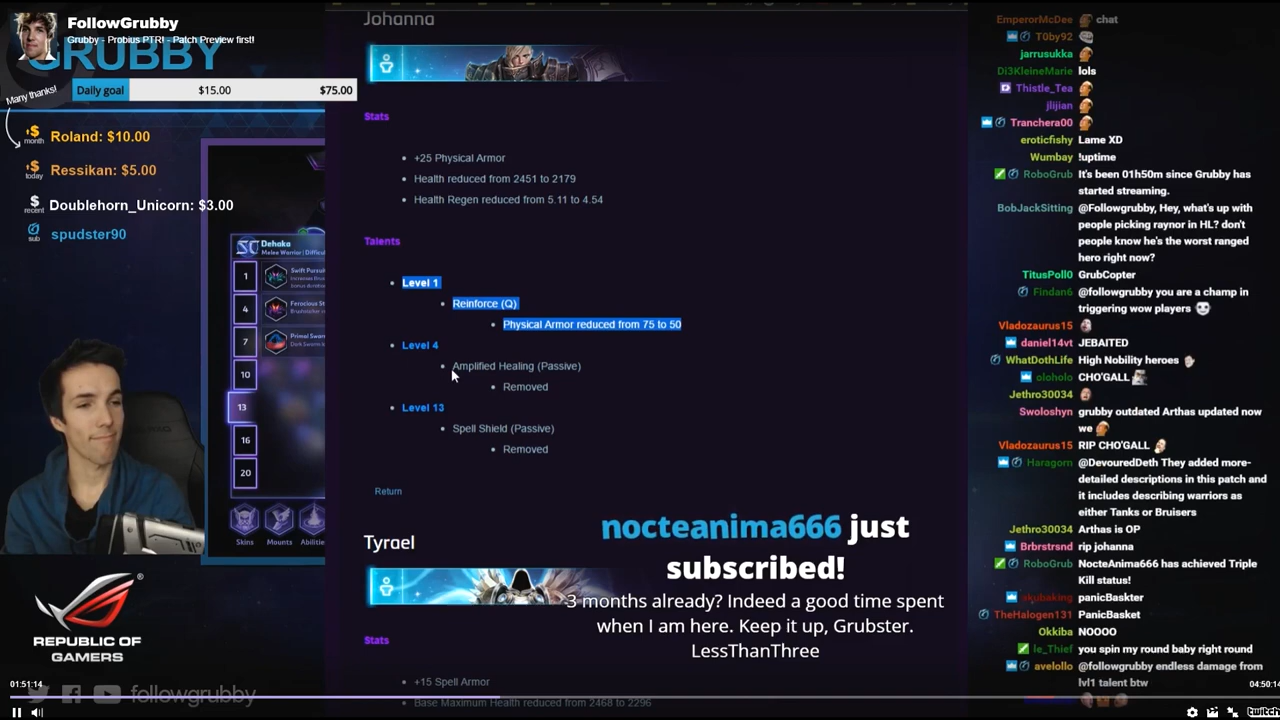 FollowGrubby
Grubby - Probius PTR! - Patch Preview first!
GRUBBY
Many thanks!
Daily goal
$15.00
$75.00
month
Roland: $10.00
today
Ressikan: $5.00
recent
Doublehorn_Unicorn: $3.00
sub
spudster90
Dehaka
1
4
7
10
13
16
20
Skins
Mounts
Abilities
REPUBLIC OF
GAMERS
followgrubby
Johanna
Stats
+25 Physical Armor
Health reduced from 2451 to 2179
Health Regen reduced from 5.11 to 4.54
Talents
Level 1
Reinforce (Q)
Physical Armor reduced from 75 to 50
Level 4
Amplified Healing (Passive)
Removed
Level 13
Spell Shield (Passive)
Removed
Return
Tyrael
Stats
+15 Spell Armor
Base Maximum Health reduced from 2468 to 2296
nocteanima666 just
subscribed!
3 months already? Indeed a good time spent
when I am here. Keep it up, Grubster.
LessThanThree
EmperorMcDee chat
T0by92
jarrusukka
Di3KleineMarie lols
Thistle_Tea
jlijian
Tranchera00
eroticfishy Lame XD
Wumbay !uptime
RoboGrub It's been 01h50m since Grubby has
started streaming.
BobJackSitting @Followgrubby, Hey, what's up with
people picking raynor in HL? don't
people know he's the worst ranged
hero right now?
TitusPoll0 GrubCopter
Findan6 @followgrubby you are a champ in
triggering wow players
Vladozaurus15
daniel14vt JEBAITED
WhatDothLife High Nobility heroes
oloholo CHO'GALL
Jethro30034
Swoloshyn grubby outdated Arthas updated now
we
Vladozaurus15 RIP CHO'GALL
Haragorn @DevouredDeth They added more-
detailed descriptions in this patch and
it includes describing warriors as
either Tanks or Bruisers
Jethro30034 Arthas is OP
Brbrstrsnd rip johanna
RoboGrub NocteAnima666 has achieved Triple
Kill status!
akubaking panicBaskter
TheHalogen131 PanicBasket
Okkiba NOOOO
le_Thief you spin my round baby right round
avelollo @followgrubby endless damage from
lvl1 talent btw
01:51:14
04:50:14
twitch